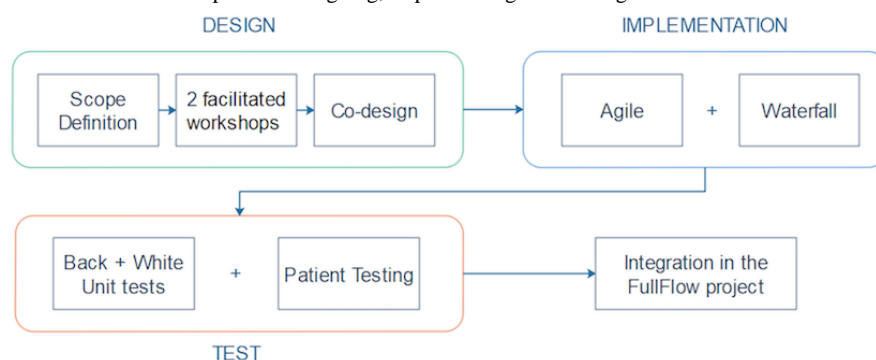 DESIGN
IMPLEMENTATION
Scope
Definition
2 facilitated
workshops
Co-design
Agile
+
Waterfall
Back + White
Unit tests
+
Patient Testing
Integration in the
FullFlow project
TEST